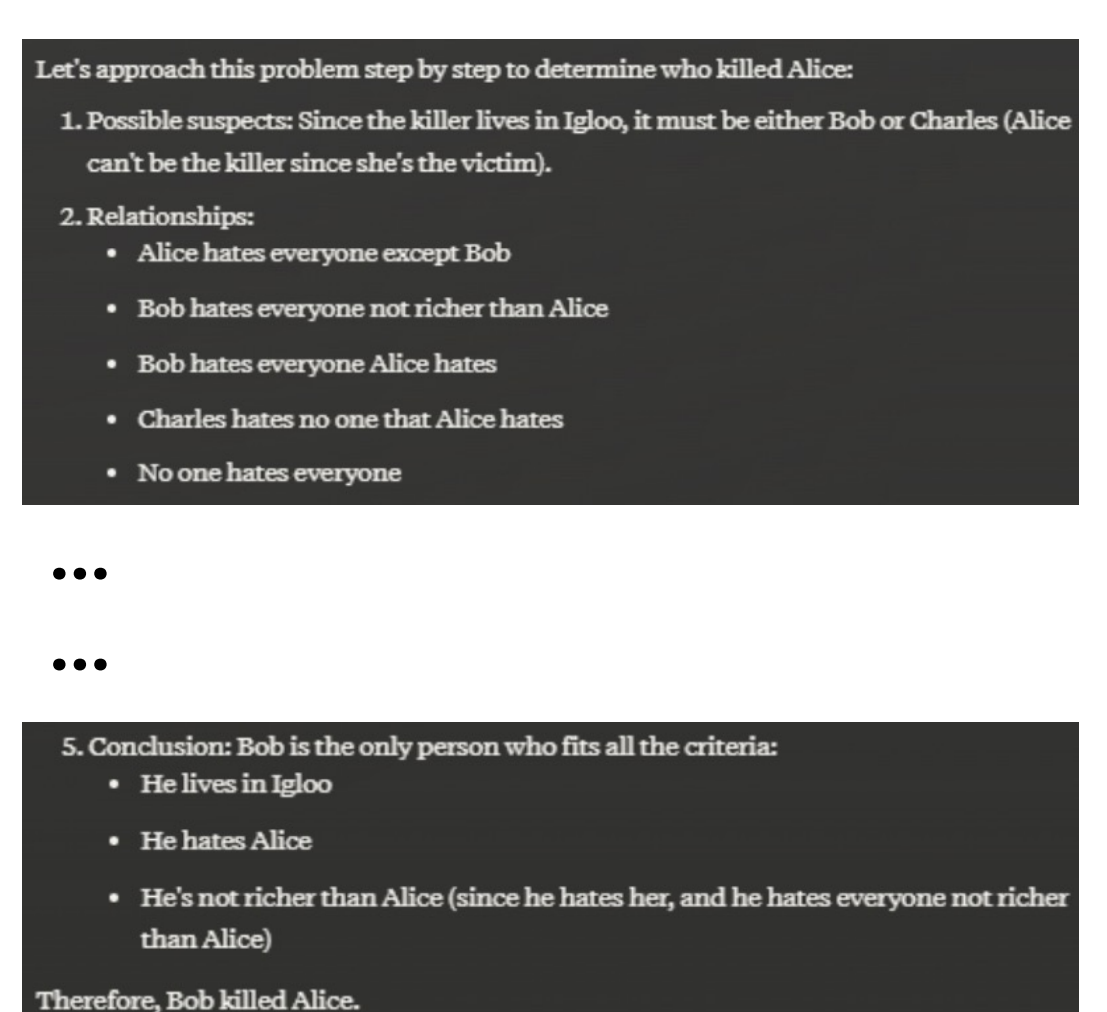 Let's approach this problem step by step to determine who killed Alice:
1. Possible suspects: Since the killer lives in Igloo, it must be either Bob or Charles (Alice
can't be the killer since she's the victim).
2. Relationships:
• Alice hates everyone except Bob
• Bob hates everyone not richer than Alice
• Bob hates everyone Alice hates
• Charles hates no one that Alice hates
• No one hates everyone
...
...
5. Conclusion: Bob is the only person who fits all the criteria:
• He lives in Igloo
• He hates Alice
• He's not richer than Alice (since he hates her, and he hates everyone not richer
than Alice)
Therefore, Bob killed Alice.